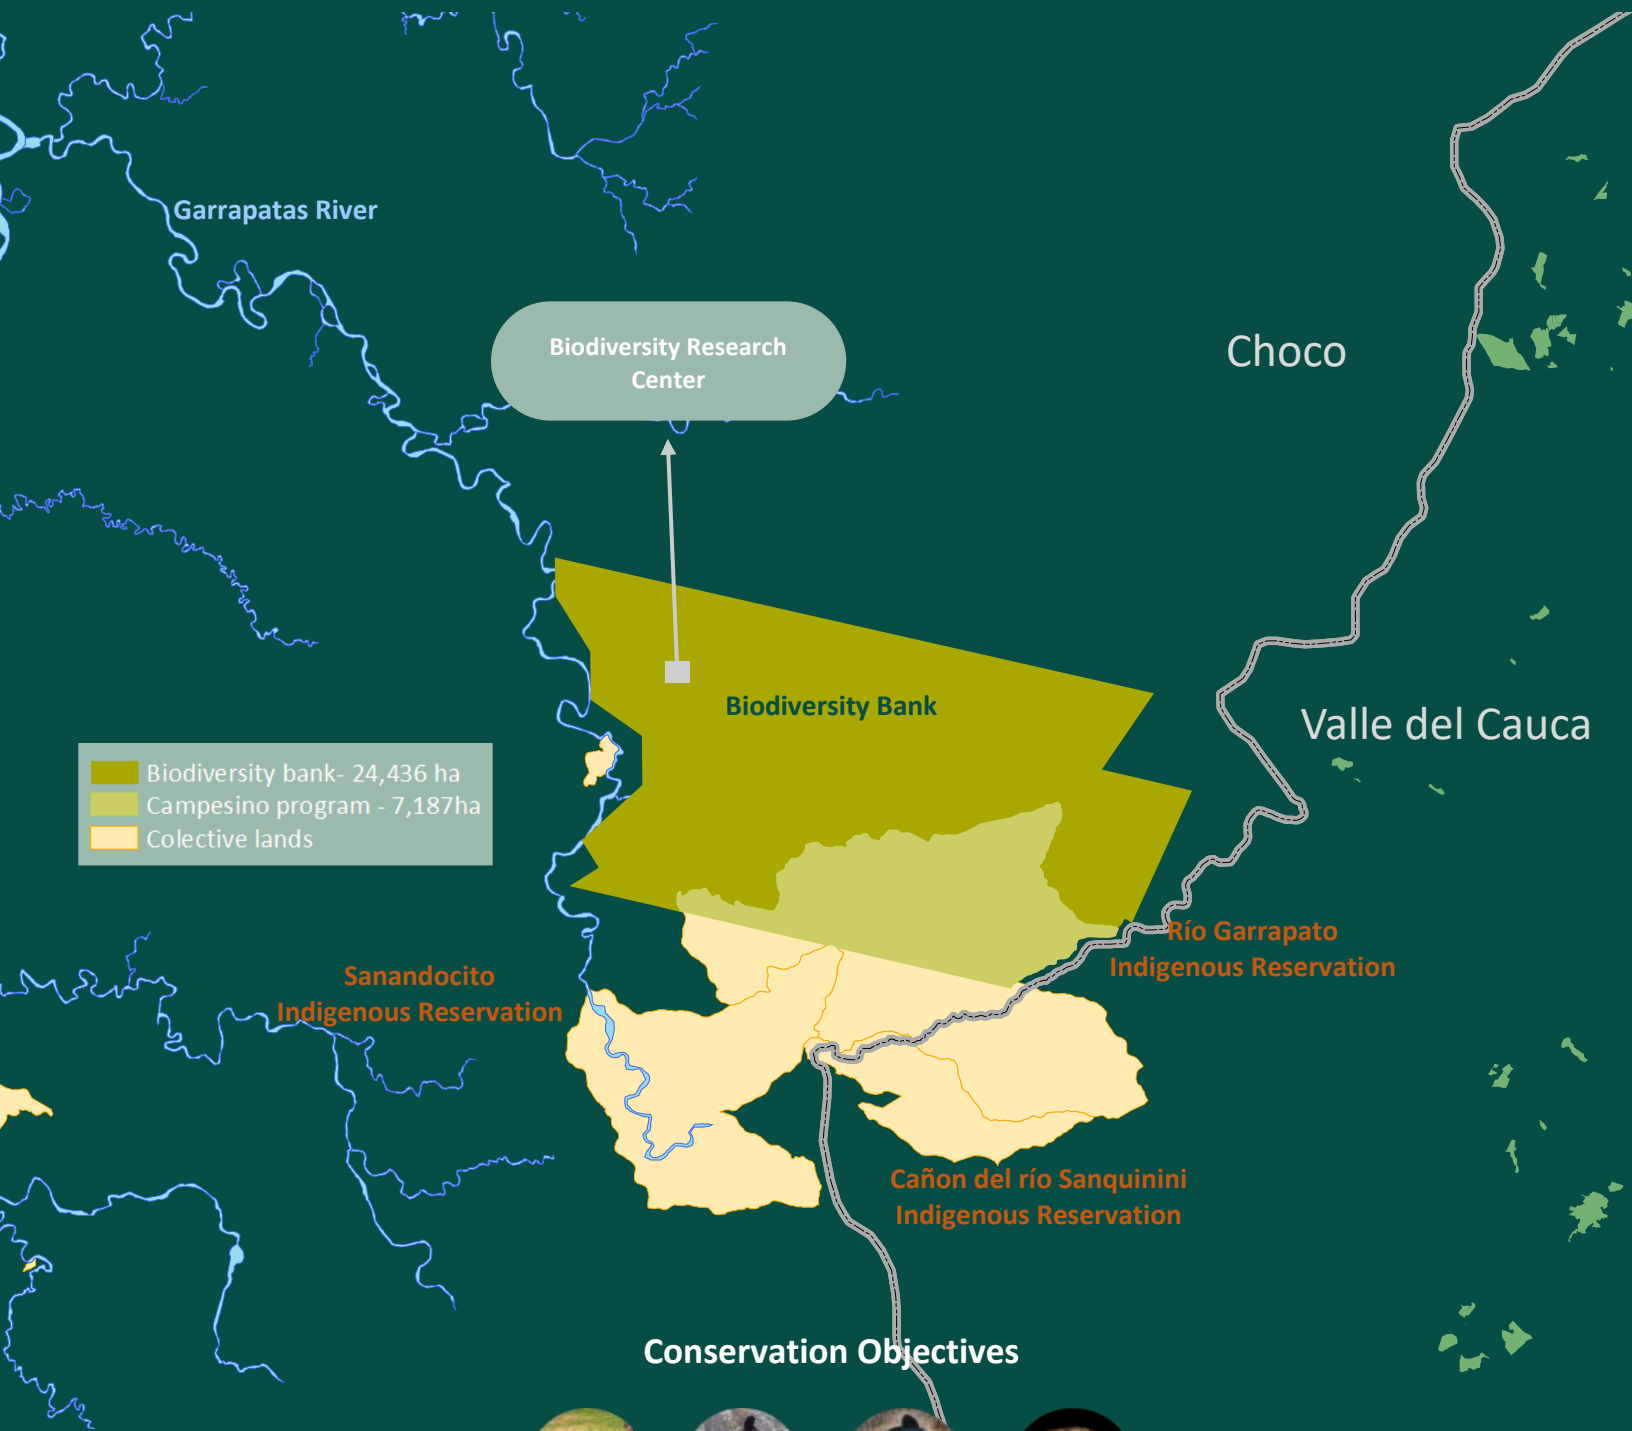 Garrapatas River
Biodiversity Research
Center
Choco
Biodiversity Bank
Valle del Cauca
Biodiversity bank- 24,436 ha
Campesino program - 7,187ha
Colective lands
Río Garrapato
Indigenous Reservation
Sanandocito
Indigenous Reservation
Cañon del río Sanquinini
Indigenous Reservation
Conservation Objectives